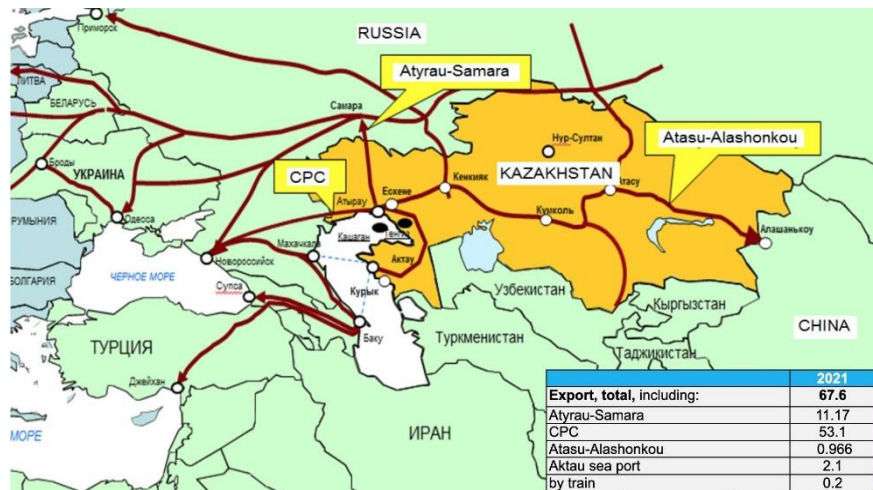 Приморск
RUSSIA
ЛИТВА
БЕЛАРУСЬ
Atyrau-Samara
Самара
Нур-Султан
Atasu-Alashonkou
Броды
УКРАИНА
CPC
Кенкияк
KAZAKHSTAN
Атасу
Ескене
Атырау
Кумколь
РУМЫНИЯ
Одесса
Кашаган
Тенгиз
Алашанькоу
Махачкала
Актау
Новороссийск
БОЛГАРИЯ
ЧЕРНОЕ МОРЕ
Супса
Курык
Узбекистан
Кыргызстан
Баку
Туркменистан
CHINA
ТУРЦИЯ
Таджикистан
Джейхан
МОРЕ
ИРАН
2021
Export, total, including: 67.6
Atyrau-Samara 11.17
CPC 53.1
Atasu-Alashonkou 0.966
Aktau sea port 2.1
by train 0.2